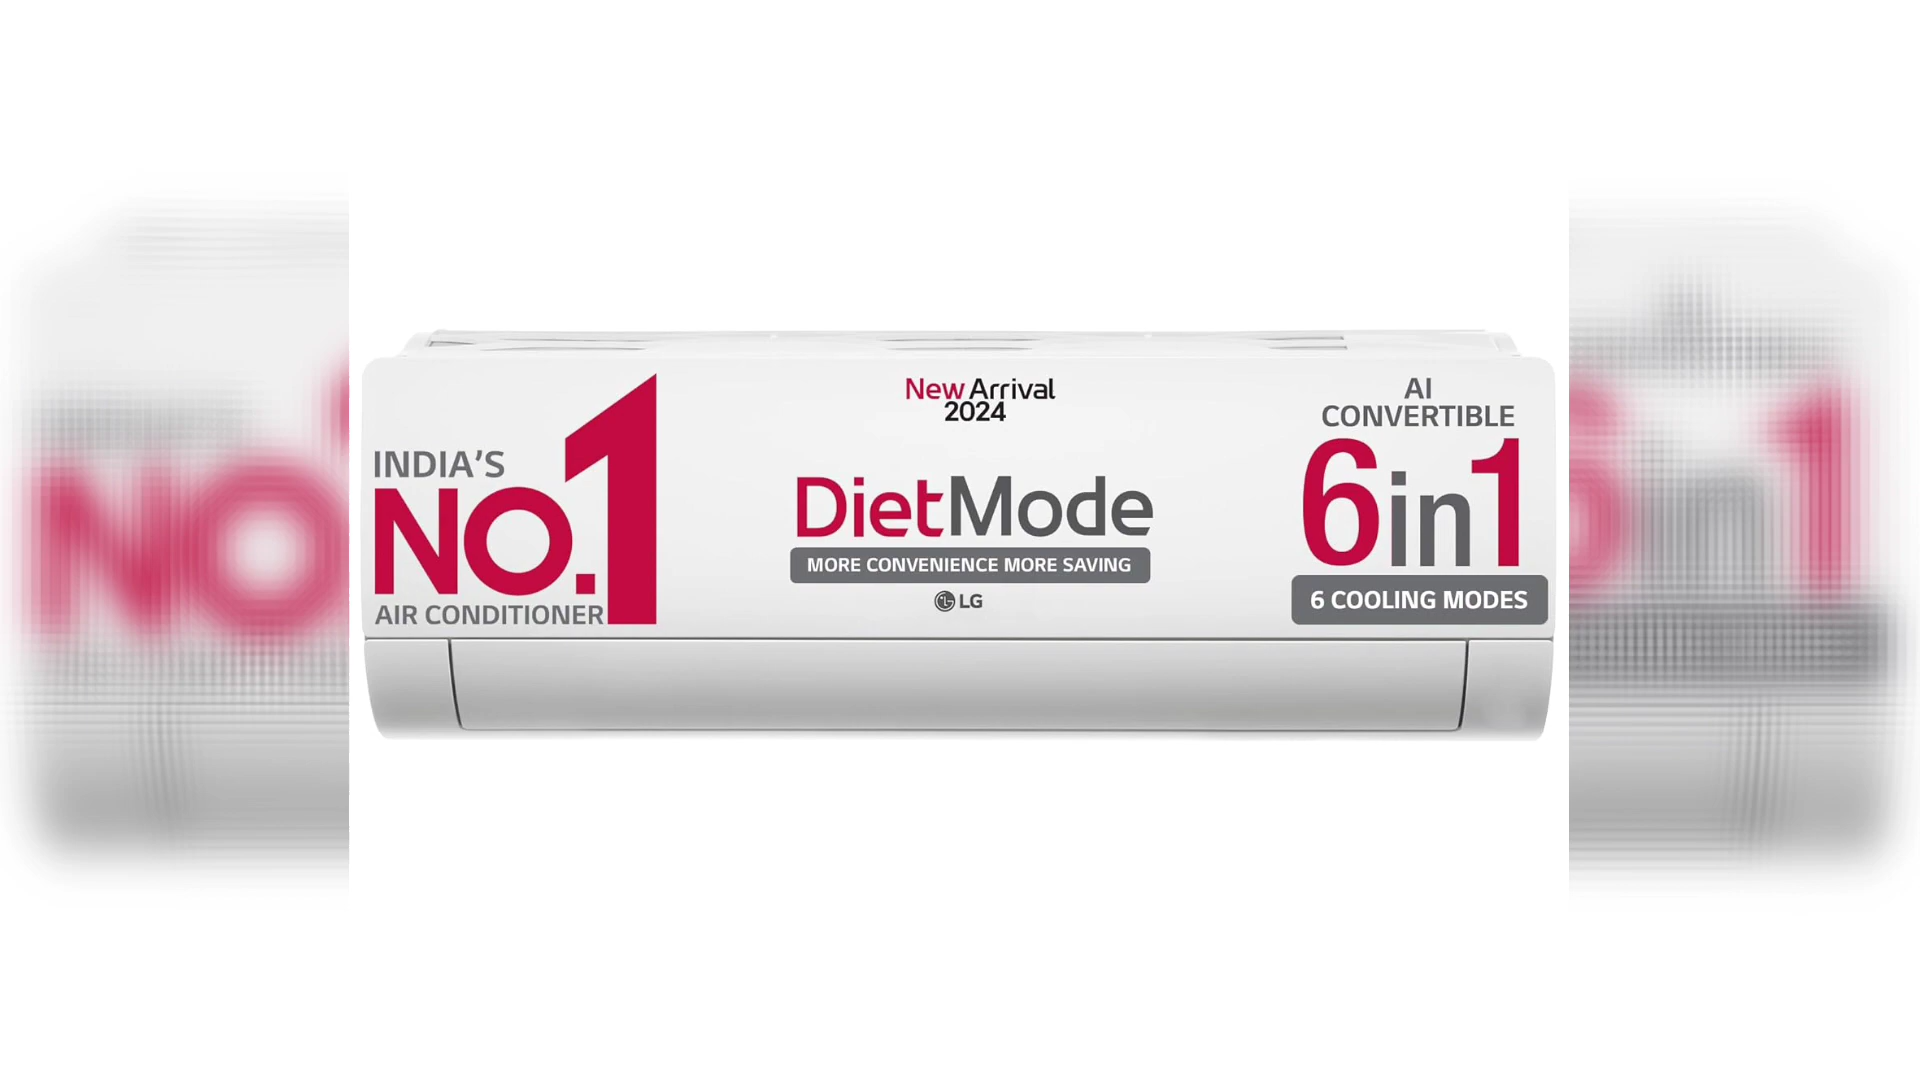 INDIA'S
NO.1
AIR CONDITIONER
New Arrival
2024
DietMode
MORE CONVENIENCE MORE SAVING
LG
AI
CONVERTIBLE
6in1
6 COOLING MODES